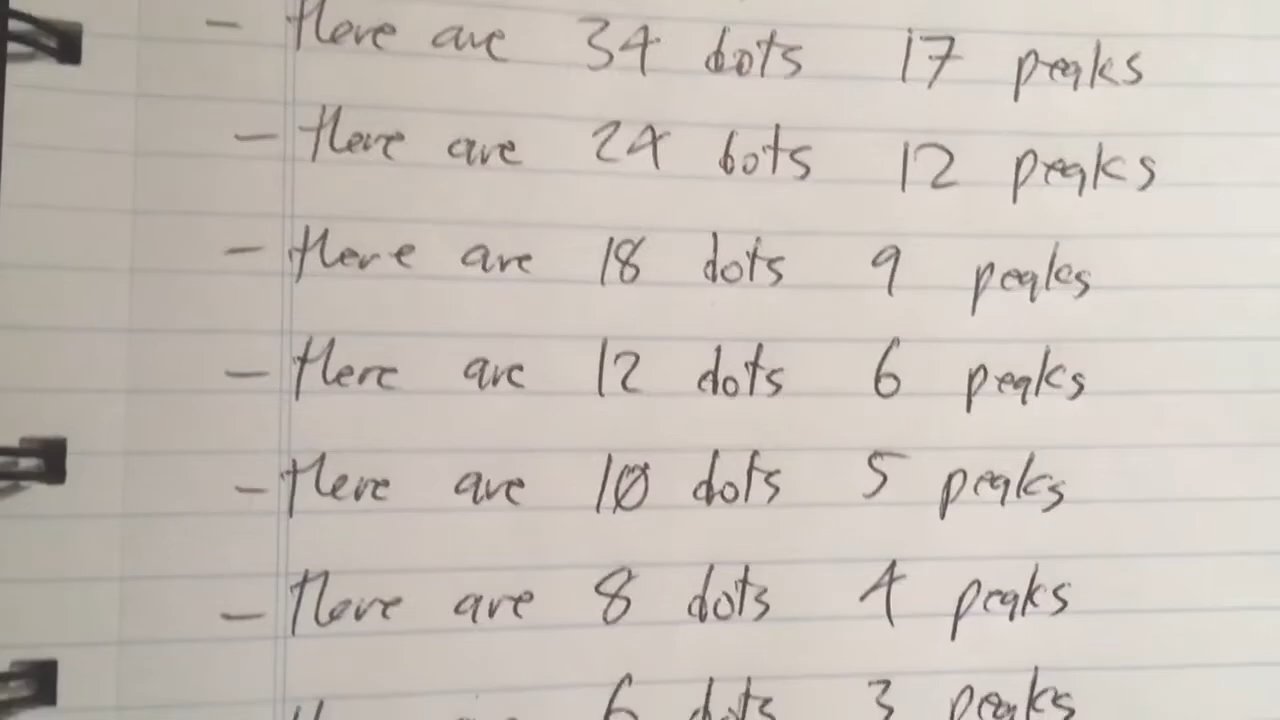 - there are 34 dots 17 peaks
- there are 24 dots 12 peaks
- there are 18 dots 9 peaks
- there are 12 dots 6 peaks
- there are 10 dots 5 peaks
- there are 8 dots 4 peaks
6 dots 3 peaks